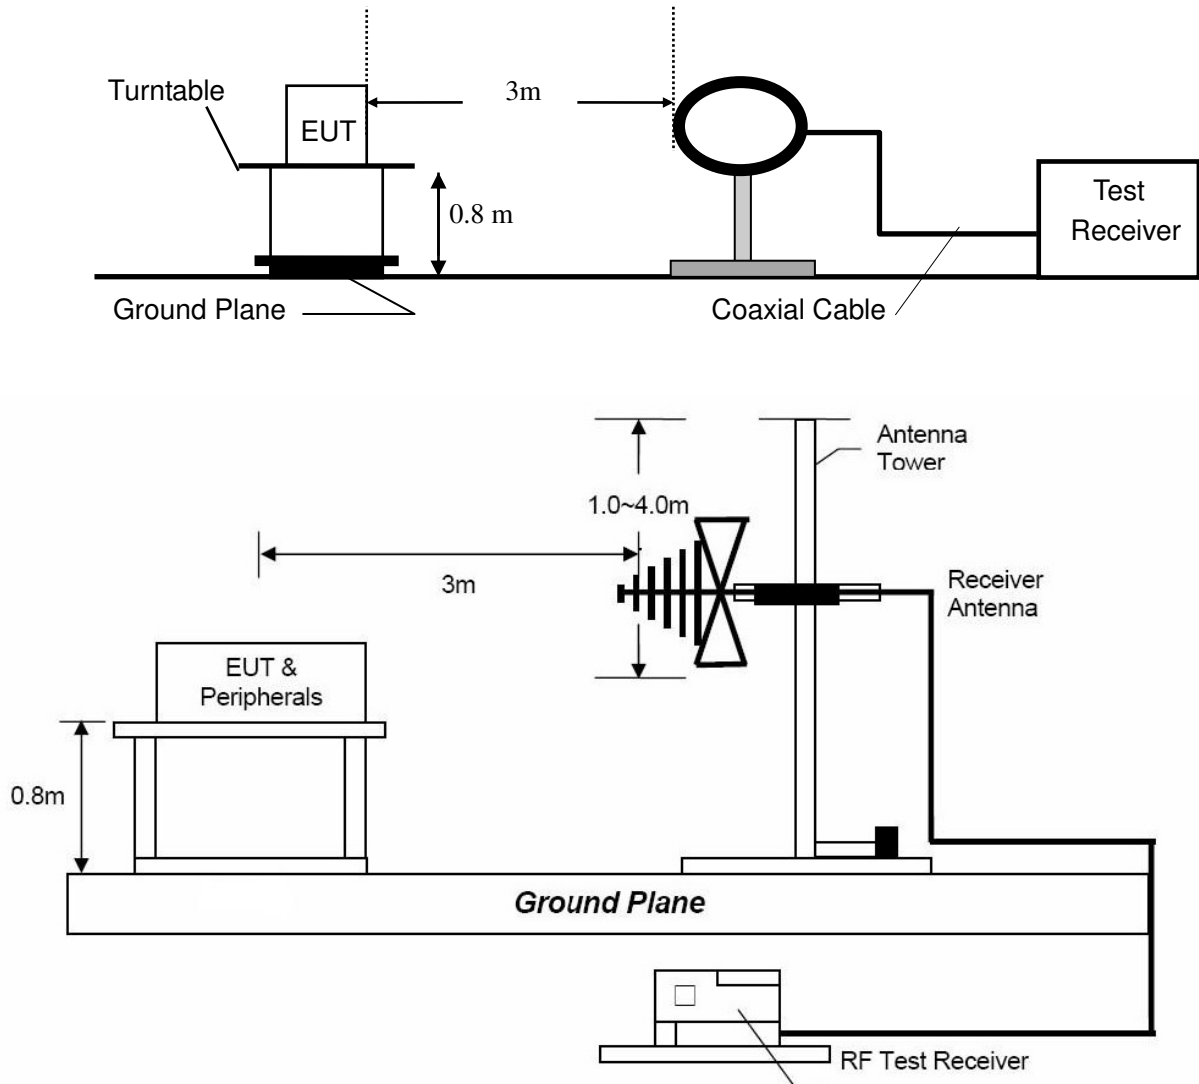 Turntable
3m
EUT
0.8 m
Test
Receiver
Ground Plane
Coaxial Cable
Antenna
Tower
1.0~4.0m
3m
Receiver
Antenna
EUT &
Peripherals
0.8m
Ground Plane
RF Test Receiver